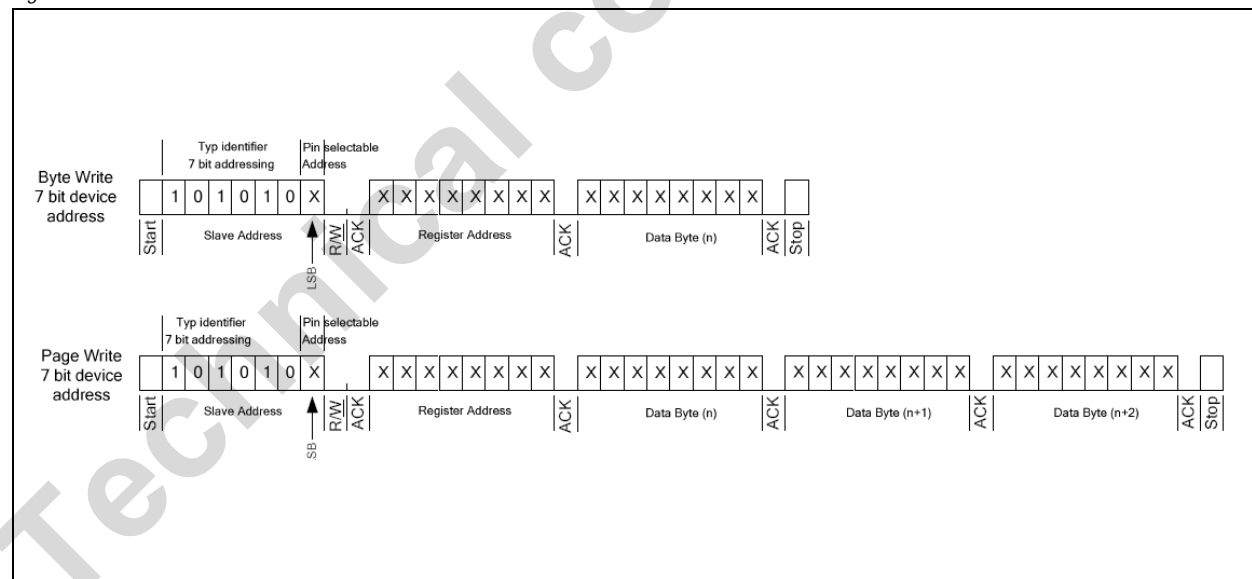 Typ identifier
7 bit addressing
Pin selectable
Address
Byte Write
7 bit device
address
1 0 1 0 1 0 X
X X X X X X X X
X X X X X X X X
Start
Slave Address
LSB
R/W
ACK
Register Address
ACK
Data Byte (n)
ACK
Stop
Typ identifier
7 bit addressing
Pin selectable
Address
Page Write
7 bit device
address
1 0 1 0 1 0 X
X X X X X X X X
X X X X X X X X
X X X X X X X X
X X X X X X X X
Start
Slave Address
.SB
R/W
ACK
Register Address
ACK
Data Byte (n)
ACK
Data Byte (n+1)
ACK
Data Byte (n+2)
ACK
Stop
Technical co